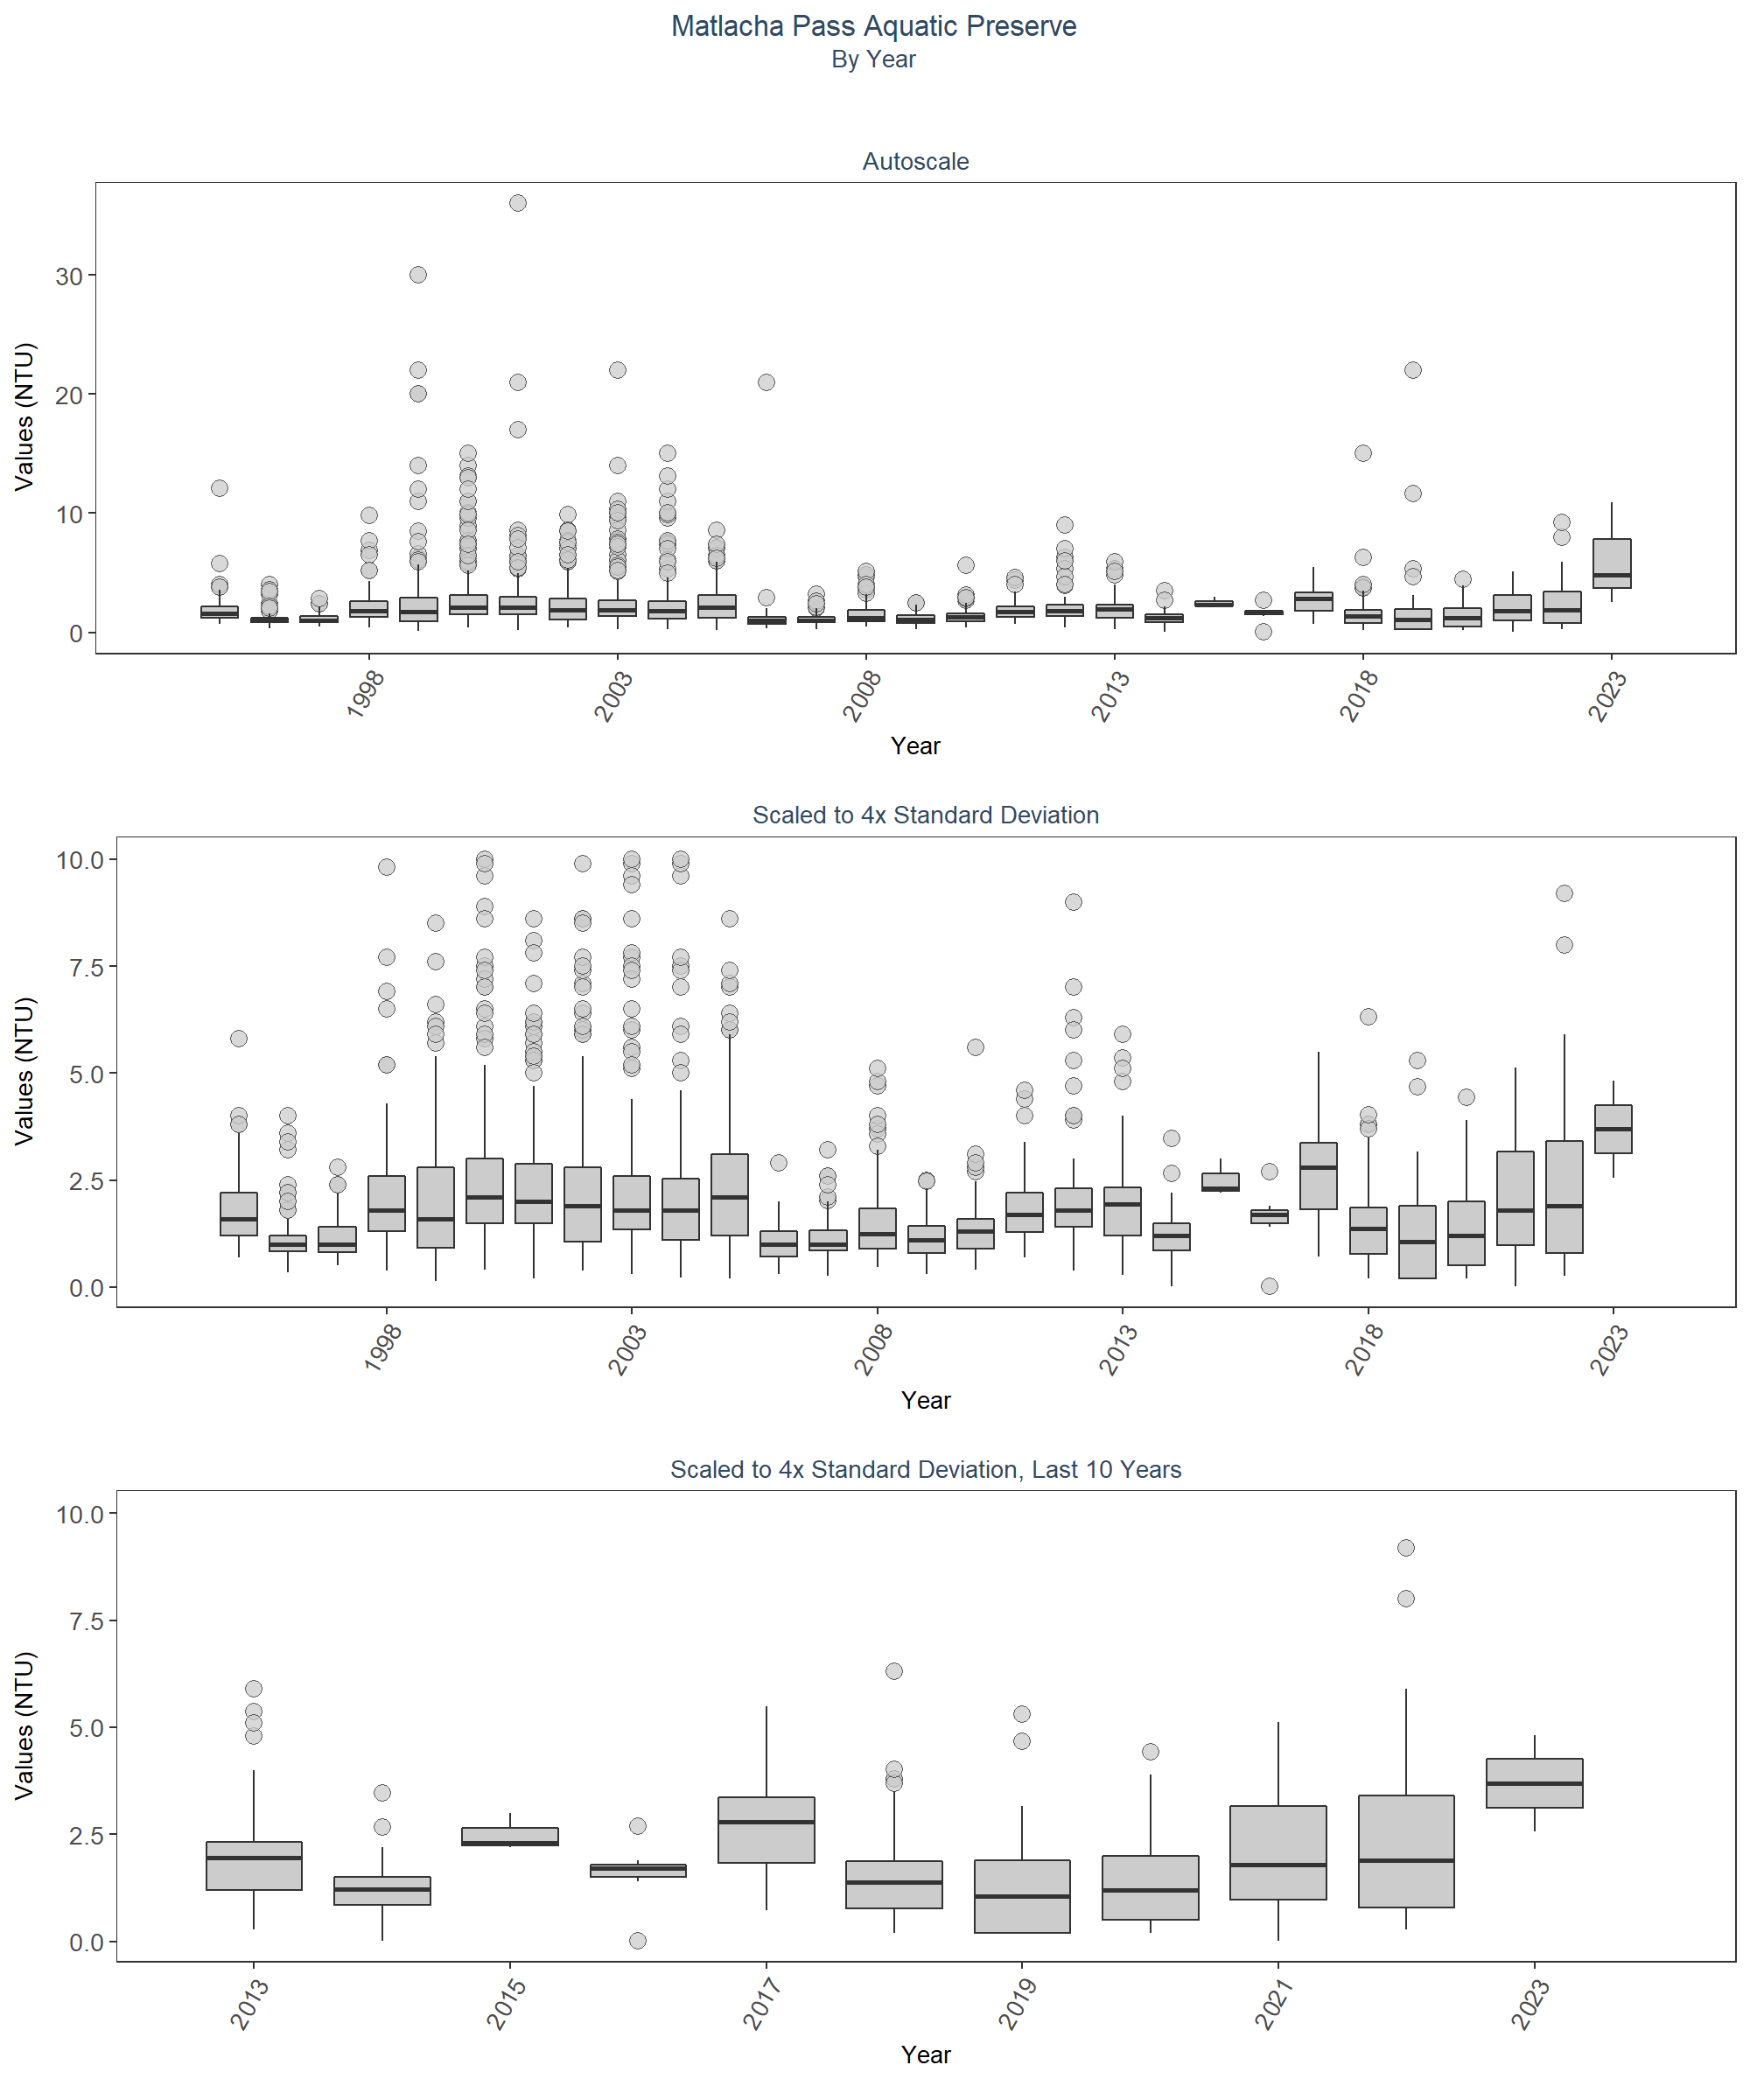 Matlacha Pass Aquatic Preserve
By Year
Autoscale
Values (NTU)
30
20
10
0
1998
2003
2008
2013
2018
2023
Year
Scaled to 4x Standard Deviation
Values (NTU)
10.0
7.5
5.0
2.5
0.0
1998
2003
2008
2013
2018
2023
Year
Scaled to 4x Standard Deviation, Last 10 Years
Values (NTU)
10.0
7.5
5.0
2.5
0.0
2013
2015
2017
2019
2021
2023
Year